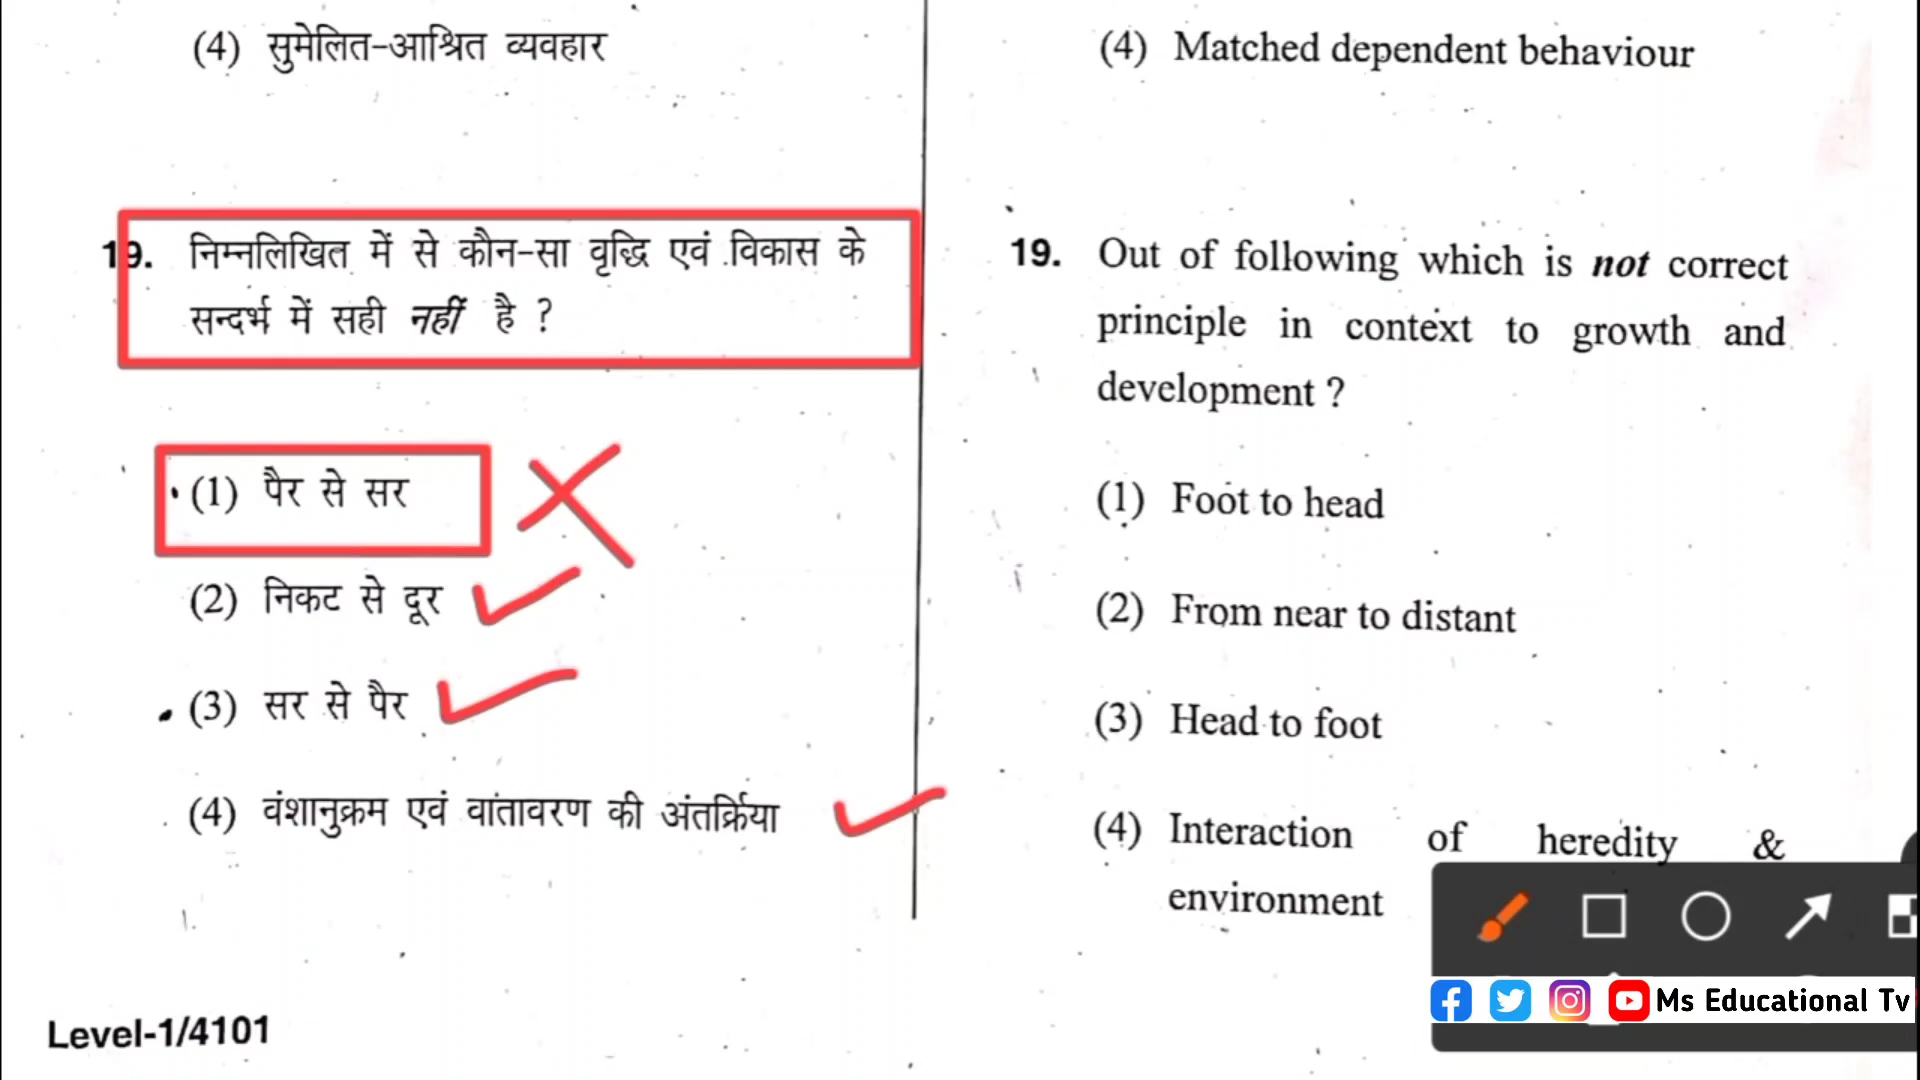 (4) सुमेलित-आश्रित व्यवहार
19. निम्नलिखित में से कौन-सा वृद्धि एवं विकास के
सन्दर्भ में सही नहीं है ?
(1) पैर से सर
(2) निकट से दूर
(3) सर से पैर
(4) वंशानुक्रम एवं वातावरण की अंतर्क्रिया
Level-1/4101
(4) Matched dependent behaviour
19. Out of following which is not correct
principle in context to growth and
development ?
(1) Foot to head
(2) From near to distant
(3) Head to foot
(4) Interaction of heredity &
environment
Ms Educational Tv